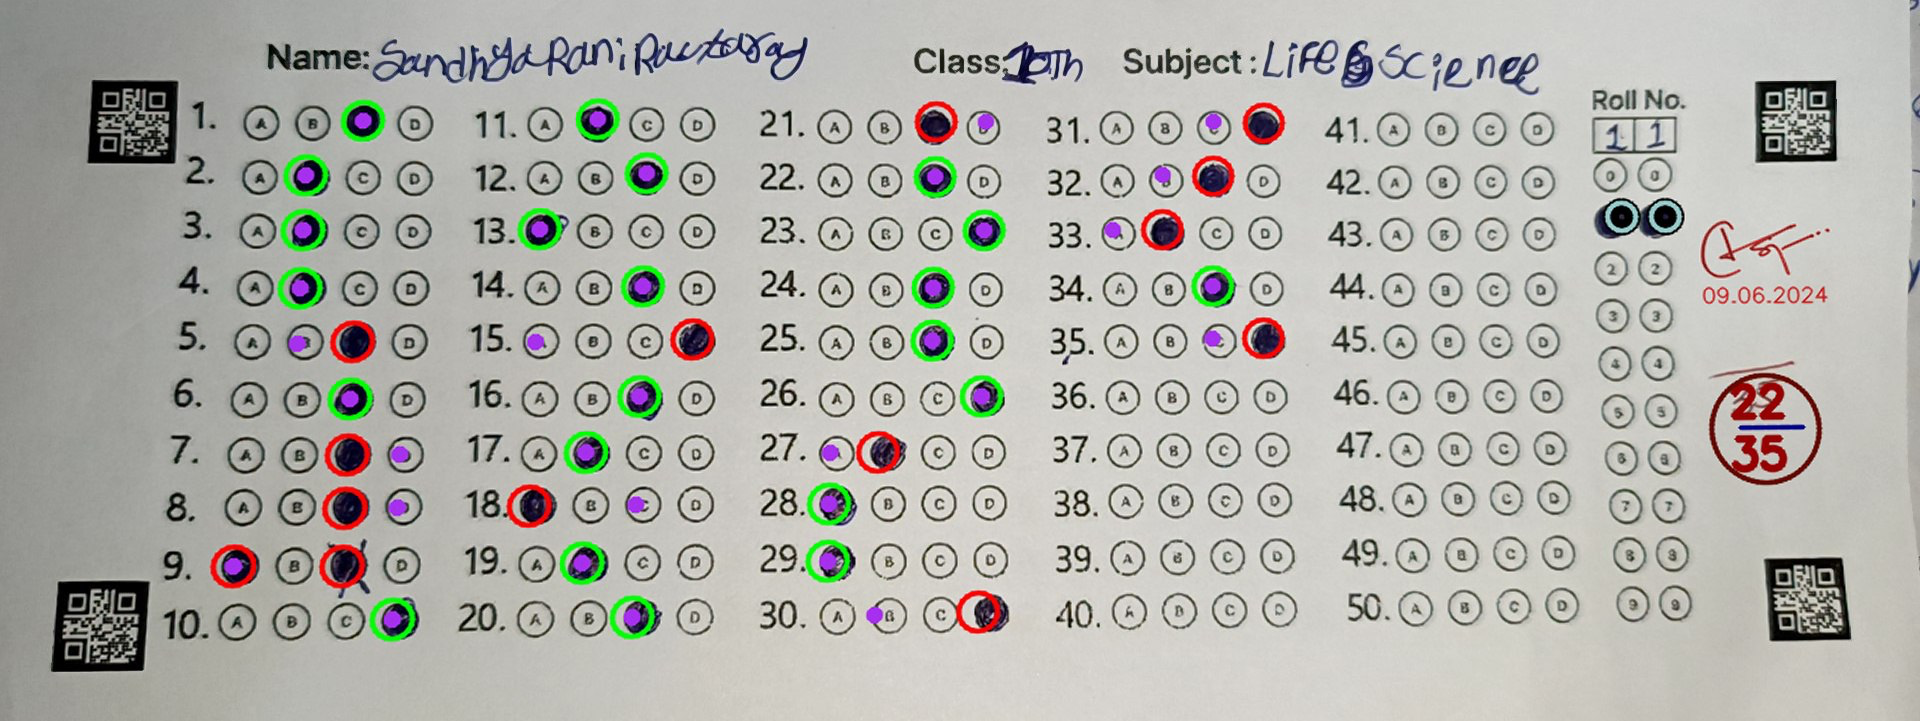 Name: Sandhya Rani Rautaray Class: 10Th Subject: Life Science
Roll No.
1 1
1. A B D 11. A C D 21. A B 31. A B 41. A B C D
2. A C D 12. A B D 22. A B D 32. A D 42. A B C D 0 0
3. A C D 13. B C D 23. A B C 33. C D 43. A B C D
4. A C D 14. A B D 24. A B D 34. A B D 44. A B C D 2 2
09.06.2024
5. A D 15. B C 25. A B D 35. A B 45. A B C D 3 3
6. A B D 16. A B D 26. A B C 36. A B C D 46. A B C D 4 4
22
35
5 5
7. A B 17. A C D 27. C D 37. A B C D 47. A B C D 6 6
8. A B 18. B D 28. B C D 38. A B C D 48. A B C D 7 7
9. B D 19. A C D 29. B C D 39. A B C D 49. A B C D 8 8
10. A B C 20. A B D 30. A B C 40. A B C D 50. A B C D 9 9